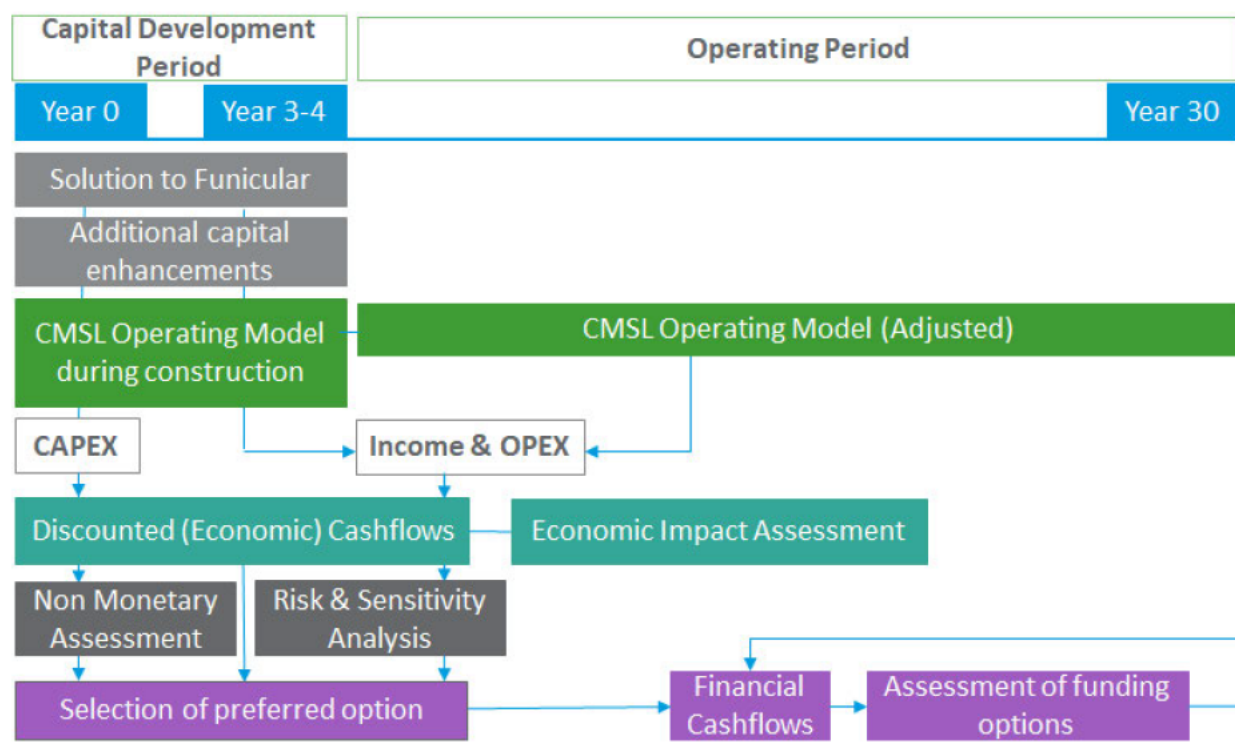 Capital Development
Period
Operating Period
Year 0
Year 3-4
Year 30
Solution to Funicular
Additional capital
enhancements
CMSL Operating Model
during construction
CMSL Operating Model (Adjusted)
CAPEX
Income & OPEX
Discounted (Economic) Cashflows
Economic Impact Assessment
Non Monetary
Assessment
Risk & Sensitivity
Analysis
Selection of preferred option
Financial
Cashflows
Assessment of funding
options